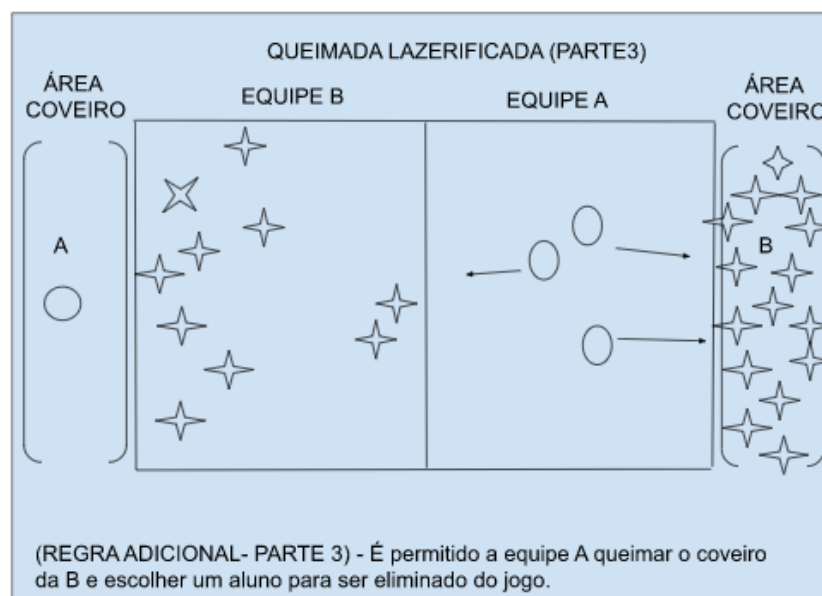 QUEIMADA LAZERIFICADA (PARTE3)
ÁREA
COVEIRO
EQUIPE B
EQUIPE A
ÁREA
COVEIRO
A
B
(REGRA ADICIONAL- PARTE 3) - É permitido a equipe A queimar o coveiro
da B e escolher um aluno para ser eliminado do jogo.